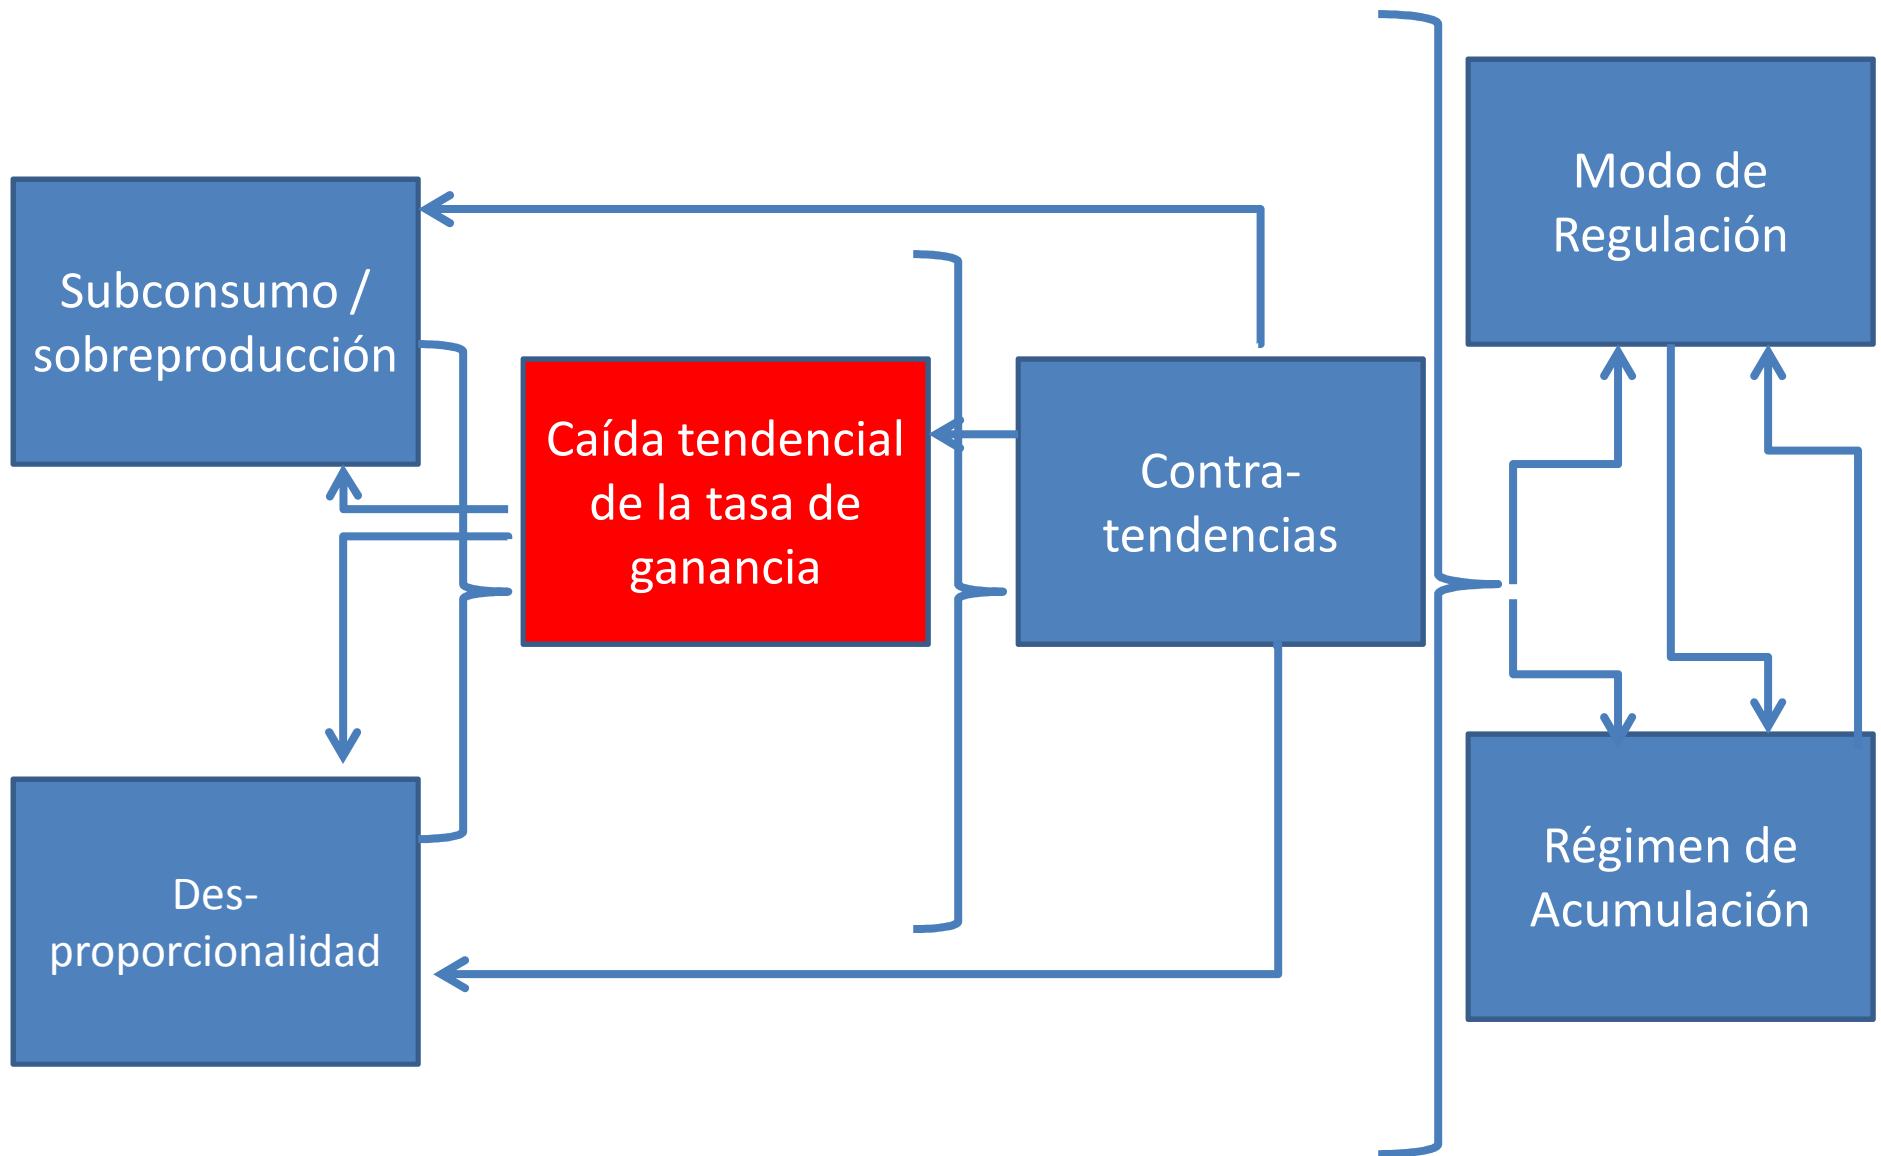 Subconsumo /
sobreproducción
Des-
proporcionalidad
Caída tendencial
de la tasa de
ganancia
Contra-
tendencias
Modo de
Regulación
Régimen de
Acumulación